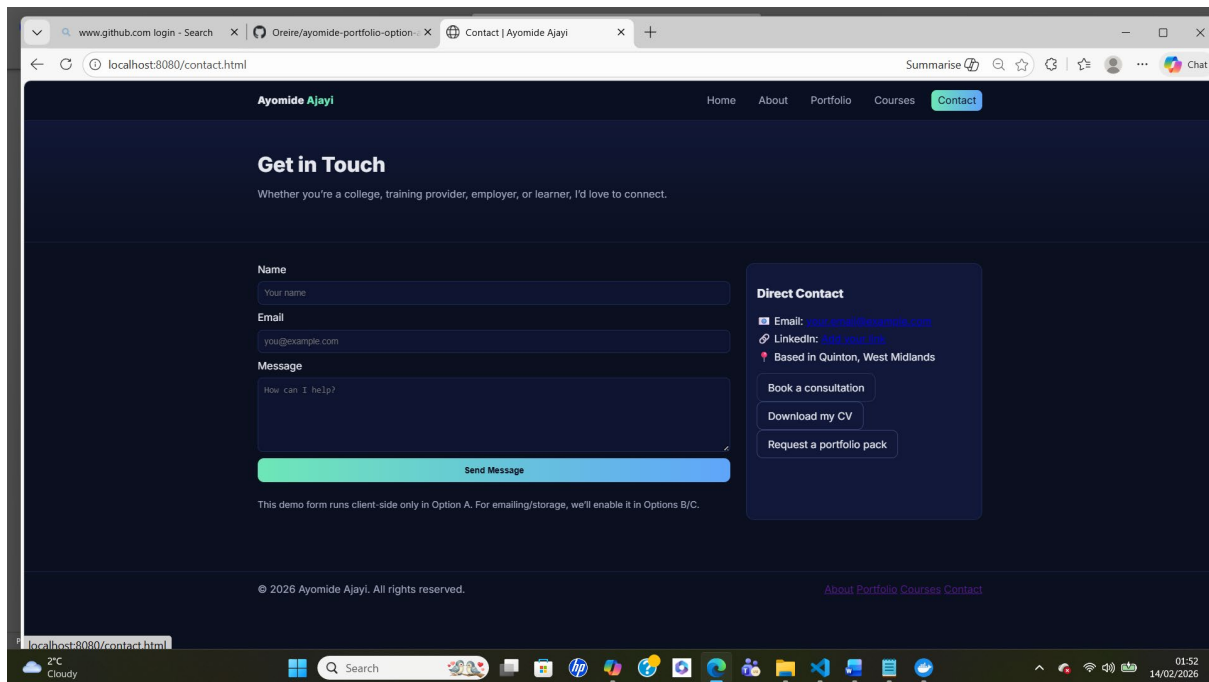 www.github.com login - Search
Oreire/ayomide-portfolio-option-
Contact | Ayomide Ajayi
localhost:8080/contact.html
Summarise
Chat
Ayomide Ajayi
Home About Portfolio Courses Contact
Get in Touch
Whether you're a college, training provider, employer, or learner, I'd love to connect.
Name
Your name
Email
you@example.com
Message
How can I help?
Send Message
This demo form runs client-side only in Option A. For emailing/storage, we'll enable it in Options B/C.
Direct Contact
Email:
LinkedIn:
Based in Quinton, West Midlands
Book a consultation
Download my CV
Request a portfolio pack
© 2026 Ayomide Ajayi. All rights reserved.
About Portfolio Courses Contact
localhost:8080/contact.html
2°C
Cloudy
Search
01:52
14/02/2026